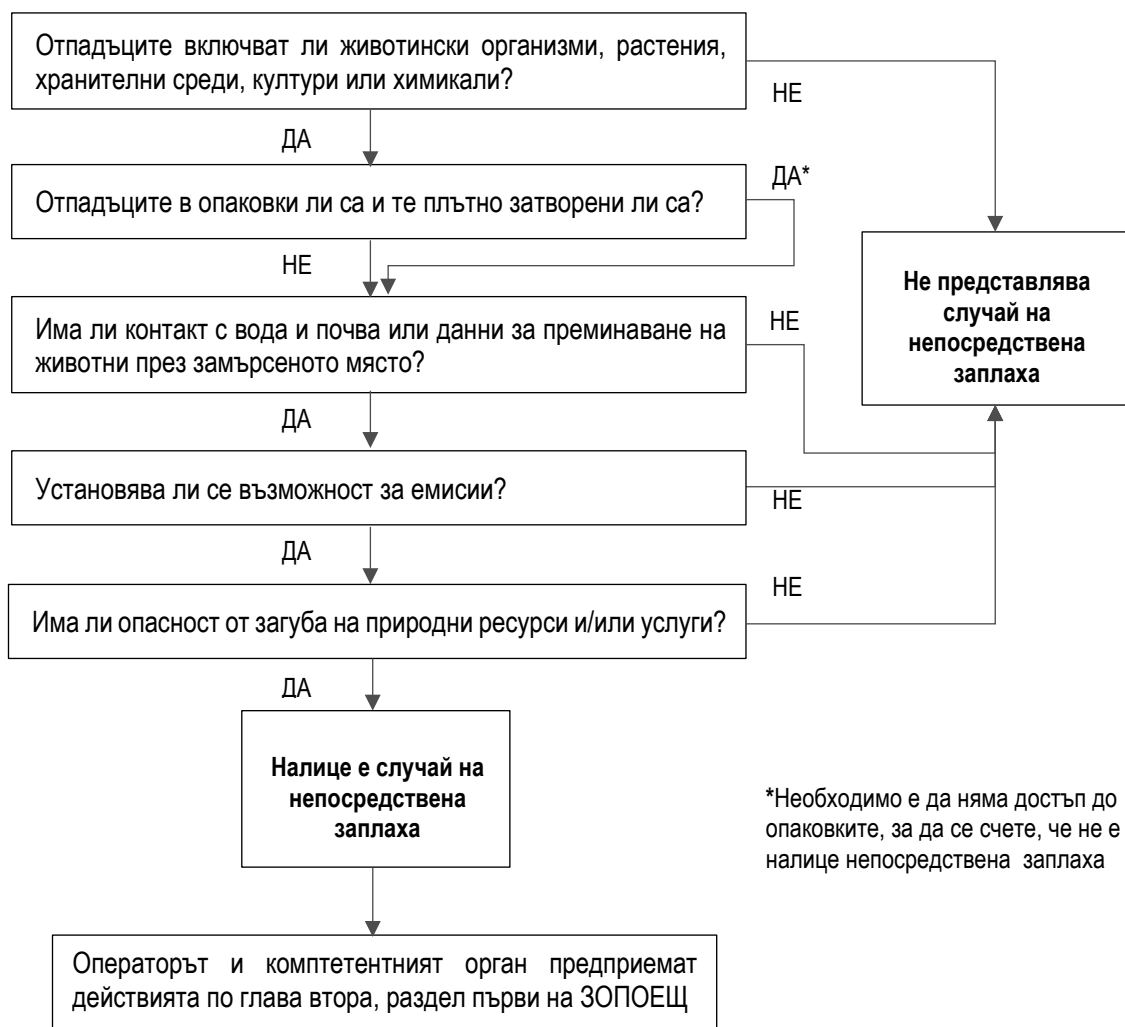 Отпадъците включват ли животински организми, растения,
хранителни среди, култури или химикали?
НЕ
ДА
ДА*
Отпадъците в опаковки ли са и те плътно затворени ли са?
НЕ
Не представлява
случай на
непосредствена
заплаха
Има ли контакт с вода и почва или данни за преминаване на
животни през замърсеното място?
НЕ
ДА
Установява ли се възможност за емисии?
НЕ
ДА
НЕ
Има ли опасност от загуба на природни ресурси и/или услуги?
ДА
Налице е случай на
непосредствена
заплаха
*Необходимо е да няма достъп до
опаковките, за да се счете, че не е
налице непосредствена заплаха
Операторът и комптетентният орган предприемат
действията по глава втора, раздел първи на ЗОПОЕЩ